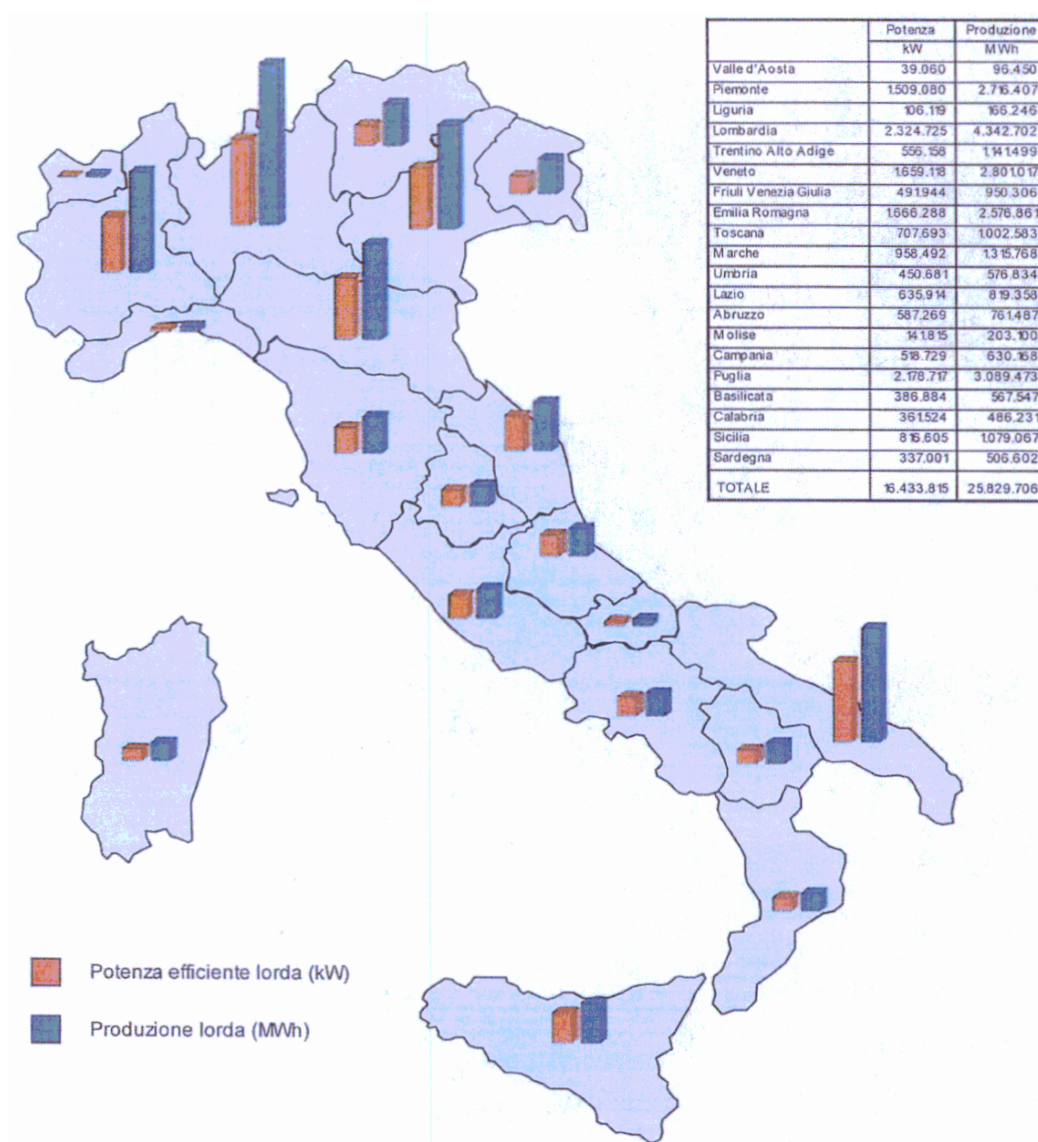 Potenza Produzione
kW MWh
Valle d'Aosta 39.060 96.450
Piemonte 1.509.080 2.716.407
Liguria 106.119 166.246
Lombardia 2.324.725 4.342.702
Trentino Alto Adige 556.158 1.141.499
Veneto 1.659.118 2.801.017
Friuli Venezia Giulia 491.944 950.306
Emilia Romagna 1.666.288 2.576.861
Toscana 707.693 1.002.583
Marche 958.492 1.315.768
Umbria 450.681 576.834
Lazio 635.914 819.358
Abruzzo 587.269 761.487
Molise 141.815 203.100
Campania 518.729 630.168
Puglia 2.178.717 3.089.473
Basilicata 386.884 567.547
Calabria 361.524 486.231
Sicilia 816.605 1.079.067
Sardegna 337.001 506.602
TOTALE 16.433.815 25.829.706
Potenza efficiente lorda (kW)
Produzione lorda (MWh)